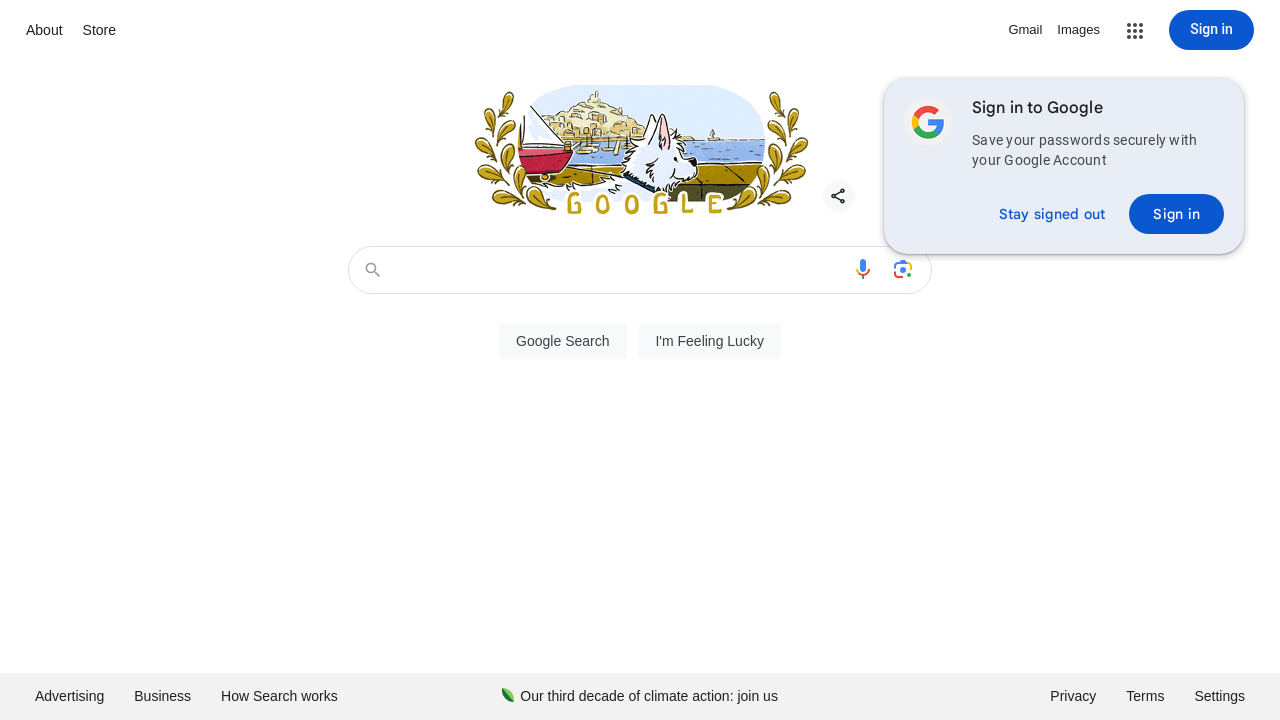 About Store
Gmail Images Sign in
Sign in to Google
Save your passwords securely with
your Google Account
Stay signed out Sign in
GOOGLE
Google Search I'm Feeling Lucky
Advertising Business How Search works
Our third decade of climate action: join us
Privacy Terms Settings